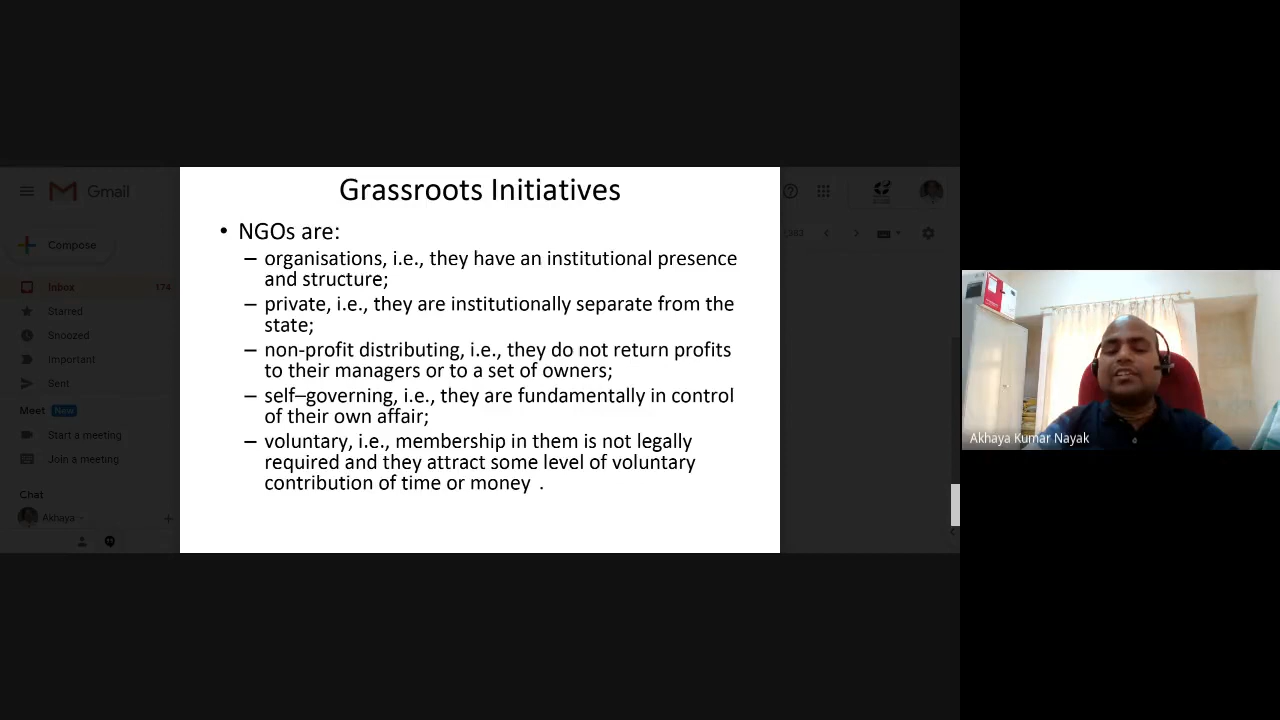 Grassroots Initiatives
• NGOs are:
– organisations, i.e., they have an institutional presence
and structure;
– private, i.e., they are institutionally separate from the
state;
– non-profit distributing, i.e., they do not return profits
to their managers or to a set of owners;
– self–governing, i.e., they are fundamentally in control
of their own affair;
– voluntary, i.e., membership in them is not legally
required and they attract some level of voluntary
contribution of time or money .
Gmail
Compose
Inbox 174
Starred
Snoozed
Important
Sent
Meet New
Start a meeting
Join a meeting
Chat
Akhaya
Akhaya Kumar Nayak